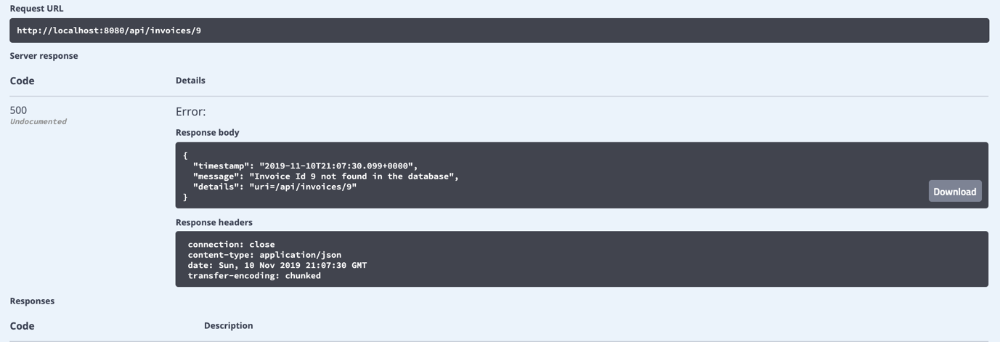 Request URL
http://localhost:8080/api/invoices/9
Server response
Code Details
500 Error:
Undocumented
Response body
{
"timestamp": "2019-11-10T21:07:30.099+0000",
"message": "Invoice Id 9 not found in the database",
"details": "uri=/api/invoices/9"
}
Download
Response headers
connection: close
content-type: application/json
date: Sun, 10 Nov 2019 21:07:30 GMT
transfer-encoding: chunked
Responses
Code Description